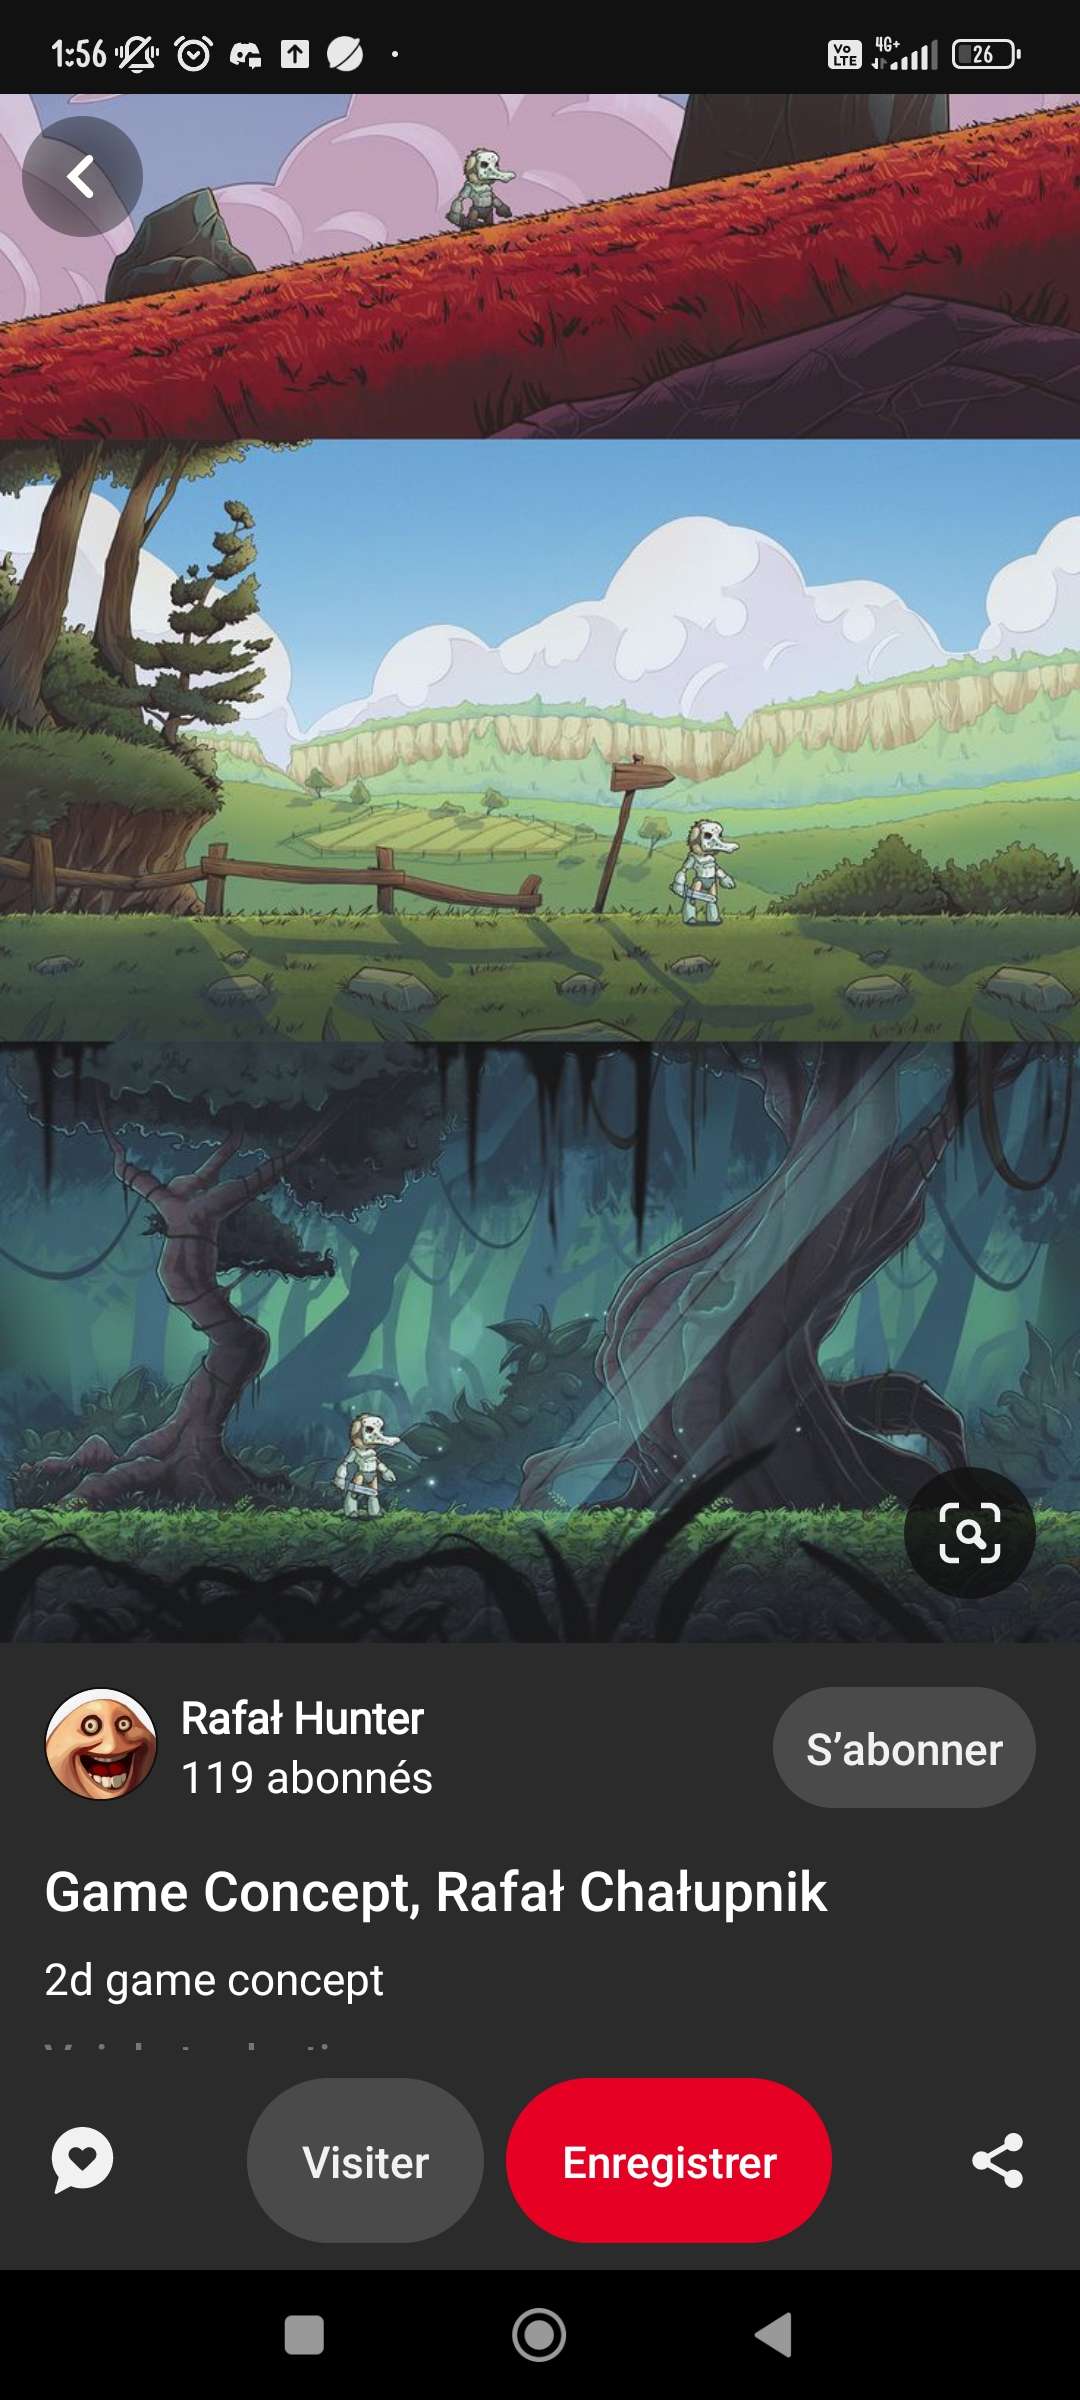 1:56
Vo LTE
4G+
26
Rafał Hunter
119 abonnés
S'abonner
Game Concept, Rafał Chałupnik
2d game concept
Visiter
Enregistrer